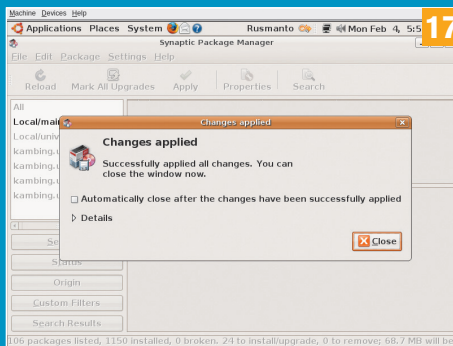 Machine Devices Help
Applications Places System Rusmanto Mon Feb 4, 5:5
17
Synaptic Package Manager
File Edit Package Settings Help
Reload Mark All Upgrades Apply Properties Search
All
Local/mai
Local/univ
kambing.u
kambing.u
kambing.u
kambing.u
Changes applied
Changes applied
Successfully applied all changes. You can
close the window now.
Automatically close after the changes have been successfully applied
Details
Close
Se
Status
Origin
Custom Filters
Search Results
106 packages listed, 1150 installed, 0 broken. 24 to install/upgrade, 0 to remove; 68.7 MB will be